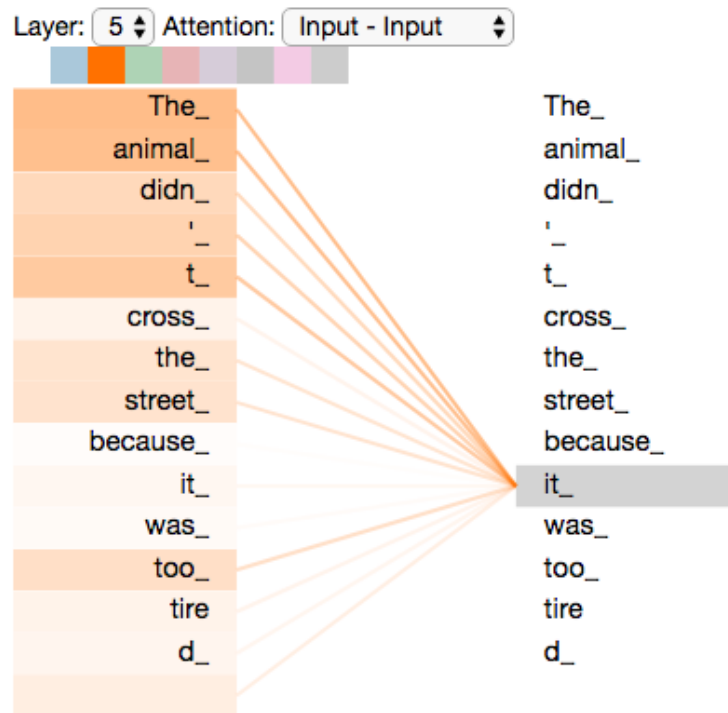 Layer: 5 Attention: Input - Input
The_ The_
animal_ animal_
didn_ didn_
'_ '_
t_ t_
cross_ cross_
the_ the_
street_ street_
because_ because_
it_ it_
was_ was_
too_ too_
tire tire
d_ d_